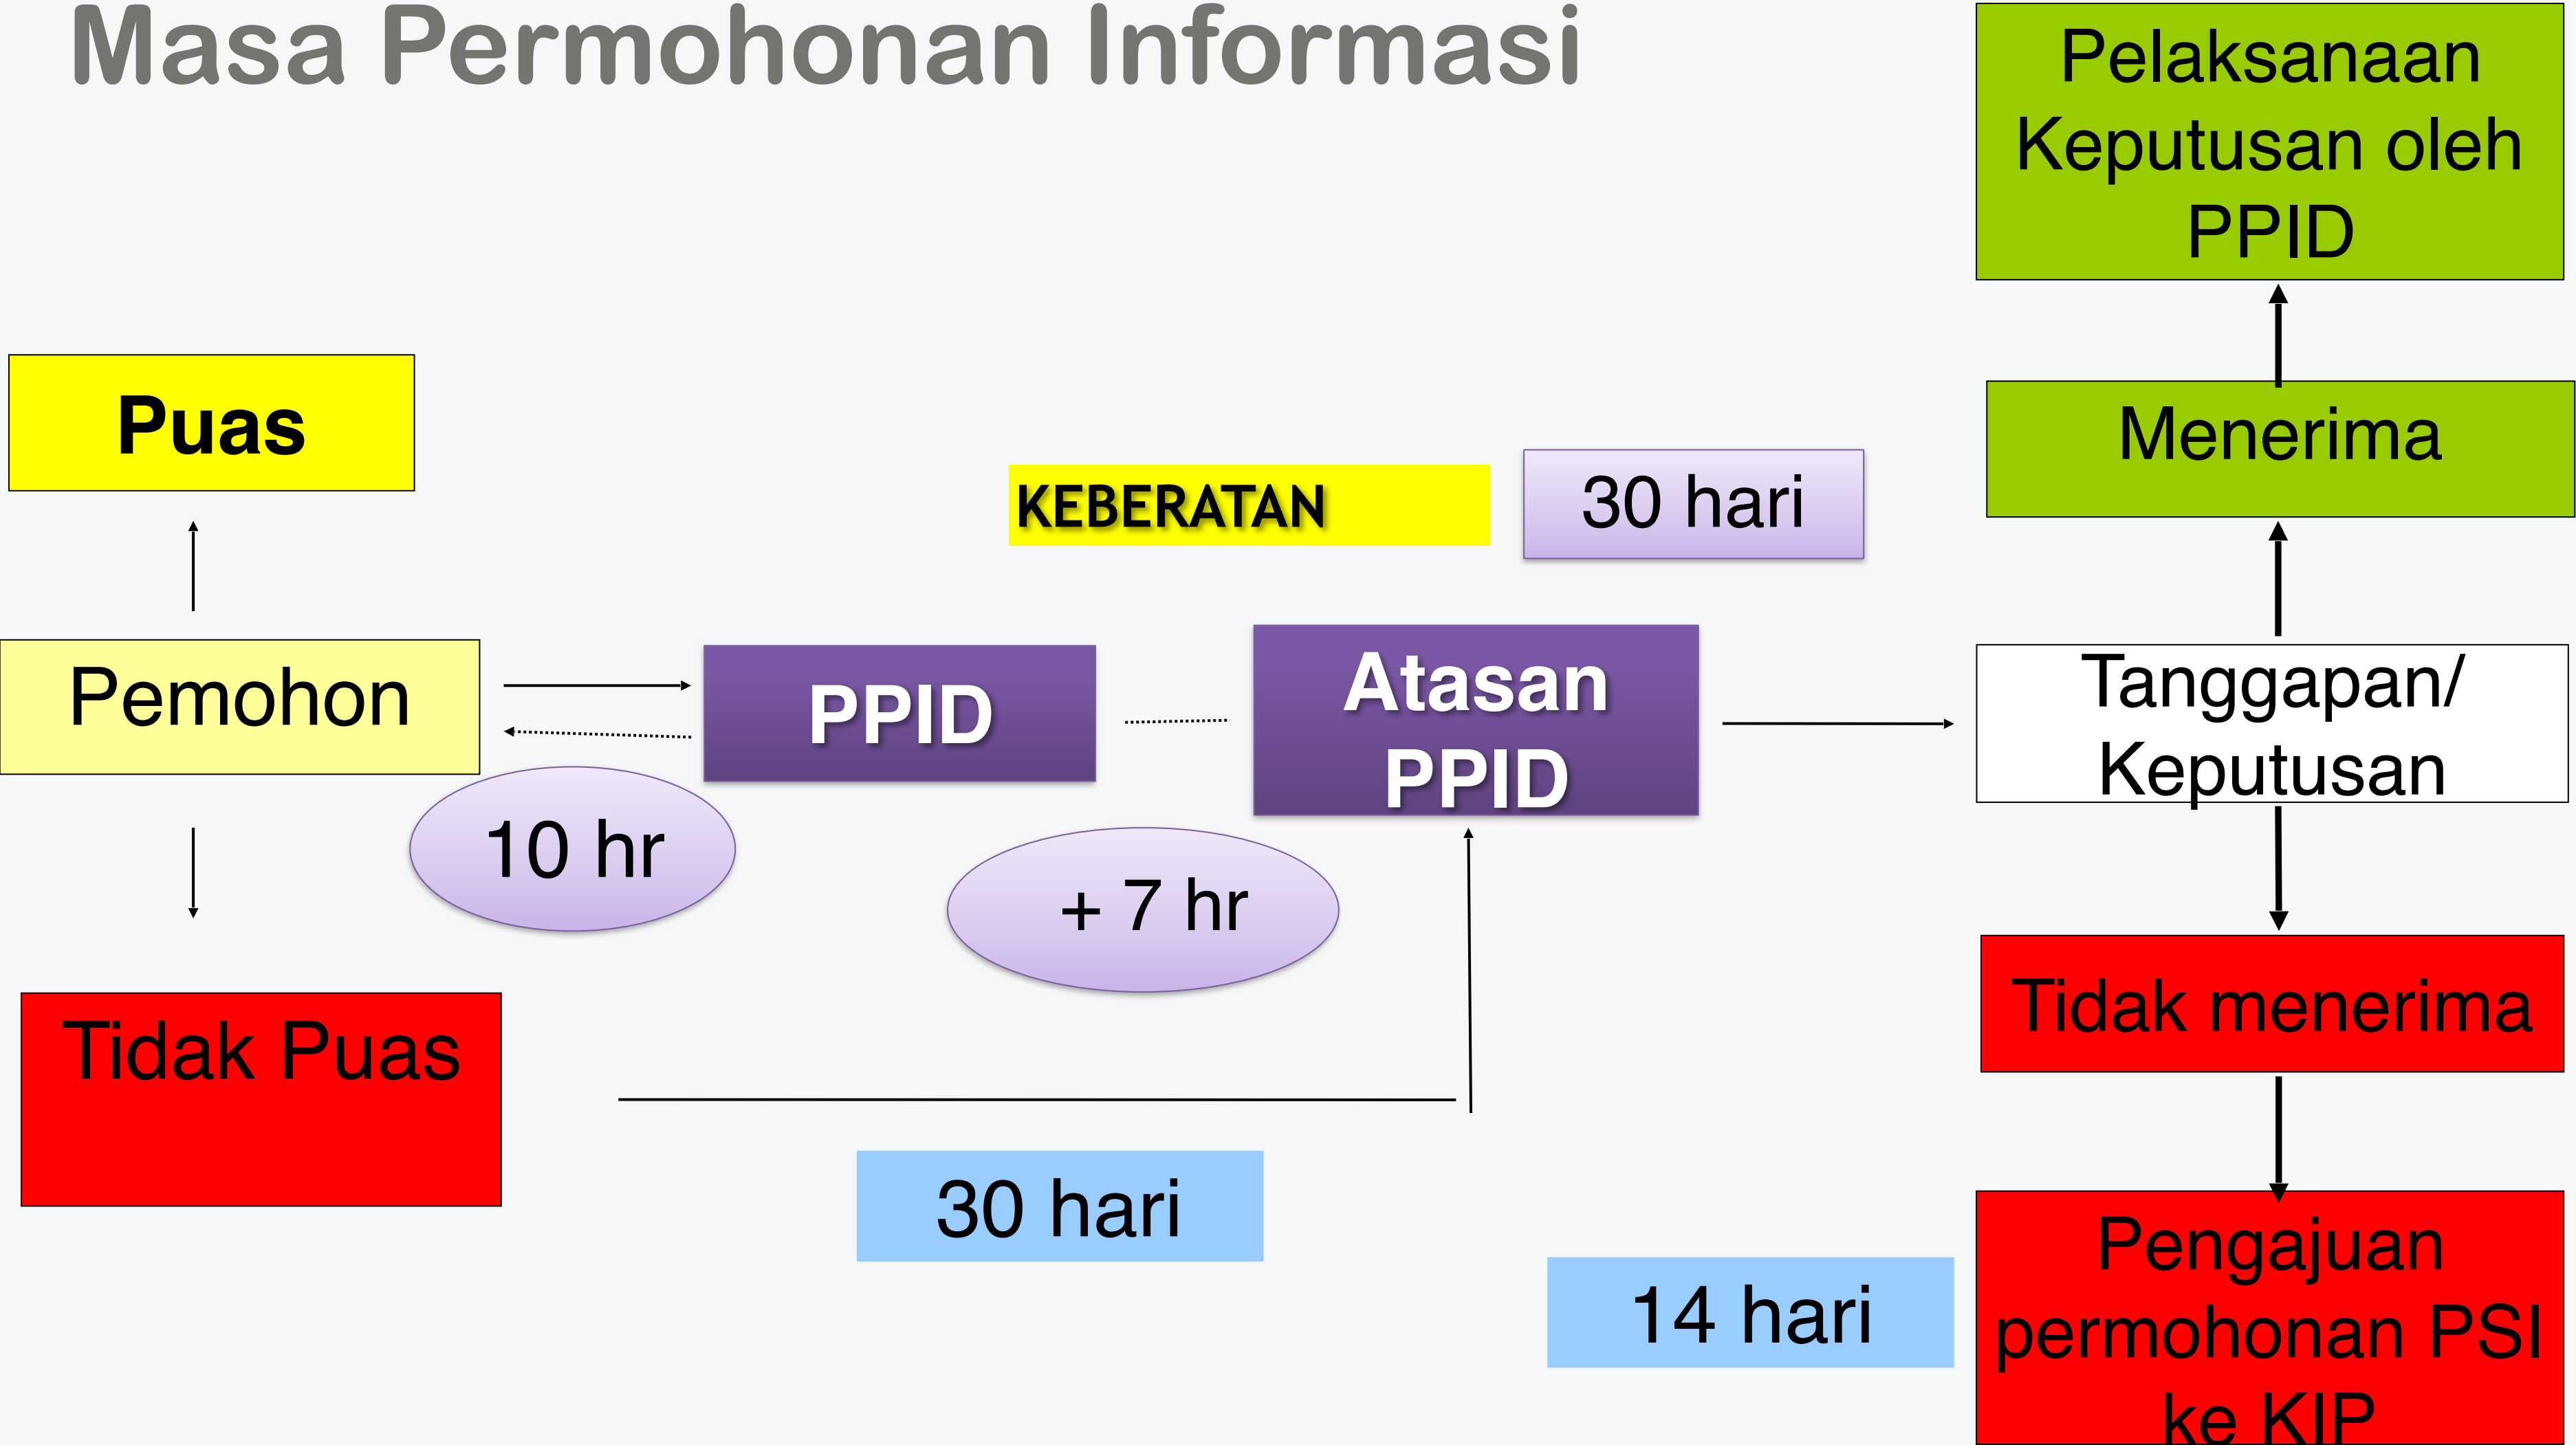 Masa Permohonan Informasi
Pelaksanaan
Keputusan oleh
PPID
Puas
Menerima
KEBERATAN
30 hari
Pemohon
PPID
Atasan
PPID
Tanggapan/
Keputusan
10 hr
+ 7 hr
Tidak Puas
Tidak menerima
30 hari
14 hari
Pengajuan
permohonan PSI
ke KIP